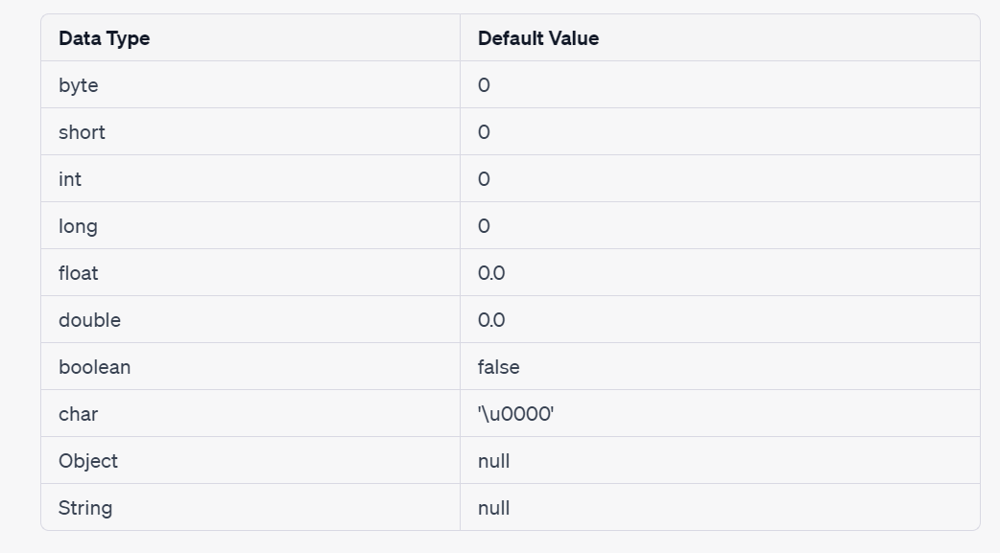 Data Type Default Value
byte 0
short 0
int 0
long 0
float 0.0
double 0.0
boolean false
char '\u0000'
Object null
String null